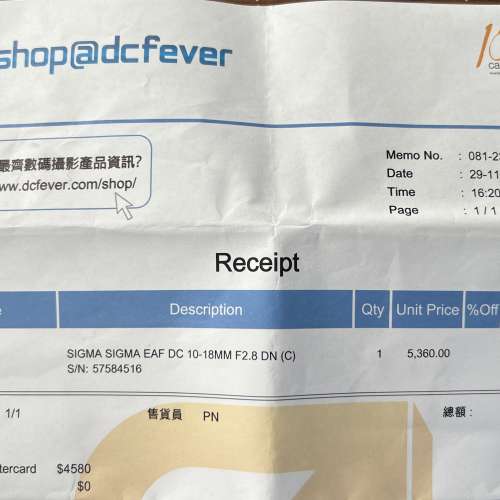 shop@dcfever
最齊數碼攝影產品資訊?
www.dcfever.com/shop/
Memo No. : 081-2
Date : 29-11
Time : 16:20
Page : 1 / 1
Receipt
Description Qty Unit Price %Off
SIGMA SIGMA EAF DC 10-18MM F2.8 DN (C) 1 5,360.00
S/N: 57584516
1/1 售貨員 PN 總額 :
tercard $4580
$0